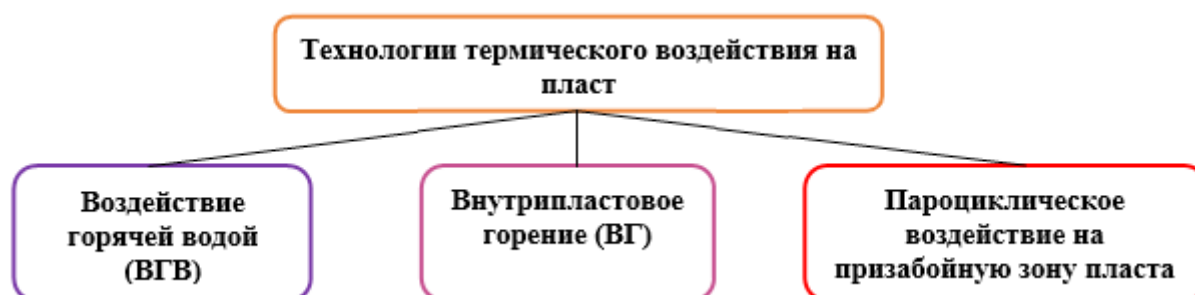 Технологии термического воздействия на
пласт
Воздействие
горячей водой
(ВГВ)
Внутрипластовое
горение (ВГ)
Пароциклическое
воздействие на
призабойную зону пласта